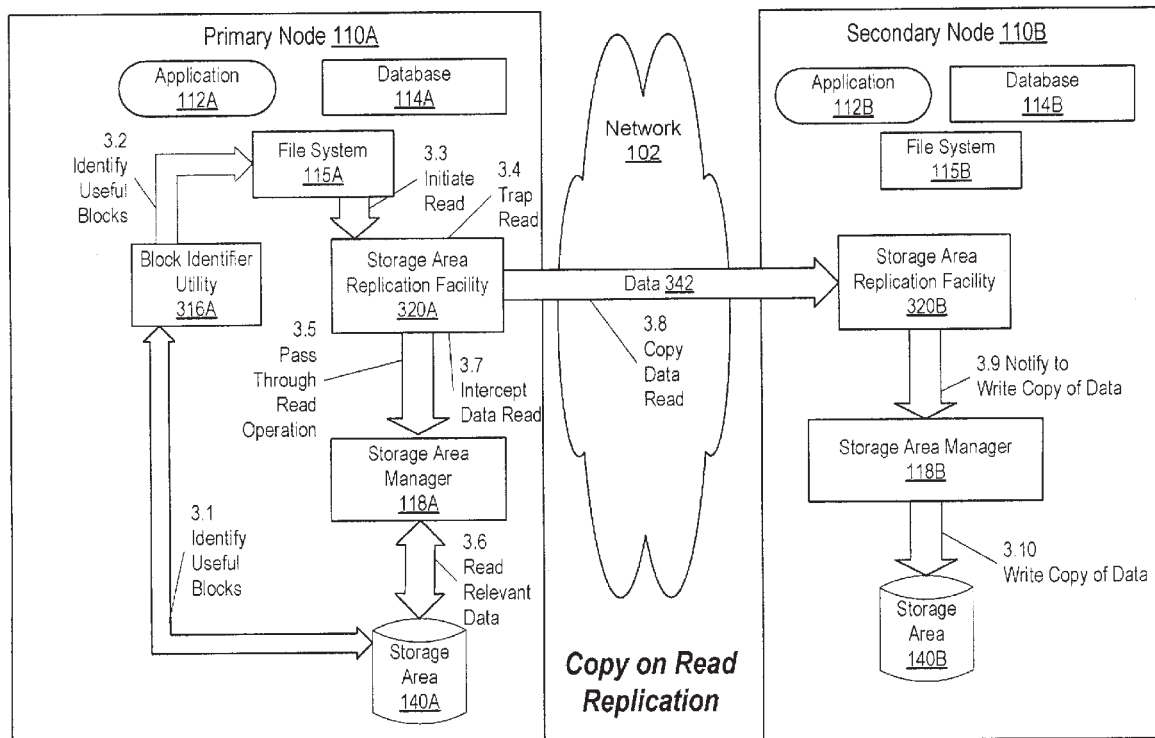 Primary Node 110A
Application
112A
Database
114A
3.2
Identify
Useful
Blocks
File System
115A
3.3
Initiate
Read
3.4
Trap
Read
Block Identifier
Utility
316A
Storage Area
Replication Facility
320A
3.5
Pass
Through
Read
Operation
3.7
Intercept
Data Read
Storage Area
Manager
118A
3.1
Identify
Useful
Blocks
3.6
Read
Relevant
Data
Storage
Area
140A
Network
102
Data 342
3.8
Copy
Data
Read
Copy on Read
Replication
Secondary Node 110B
Application
112B
Database
114B
File System
115B
Storage Area
Replication Facility
320B
3.9 Notify to
Write Copy of Data
Storage Area Manager
118B
3.10
Write Copy of Data
Storage
Area
140B